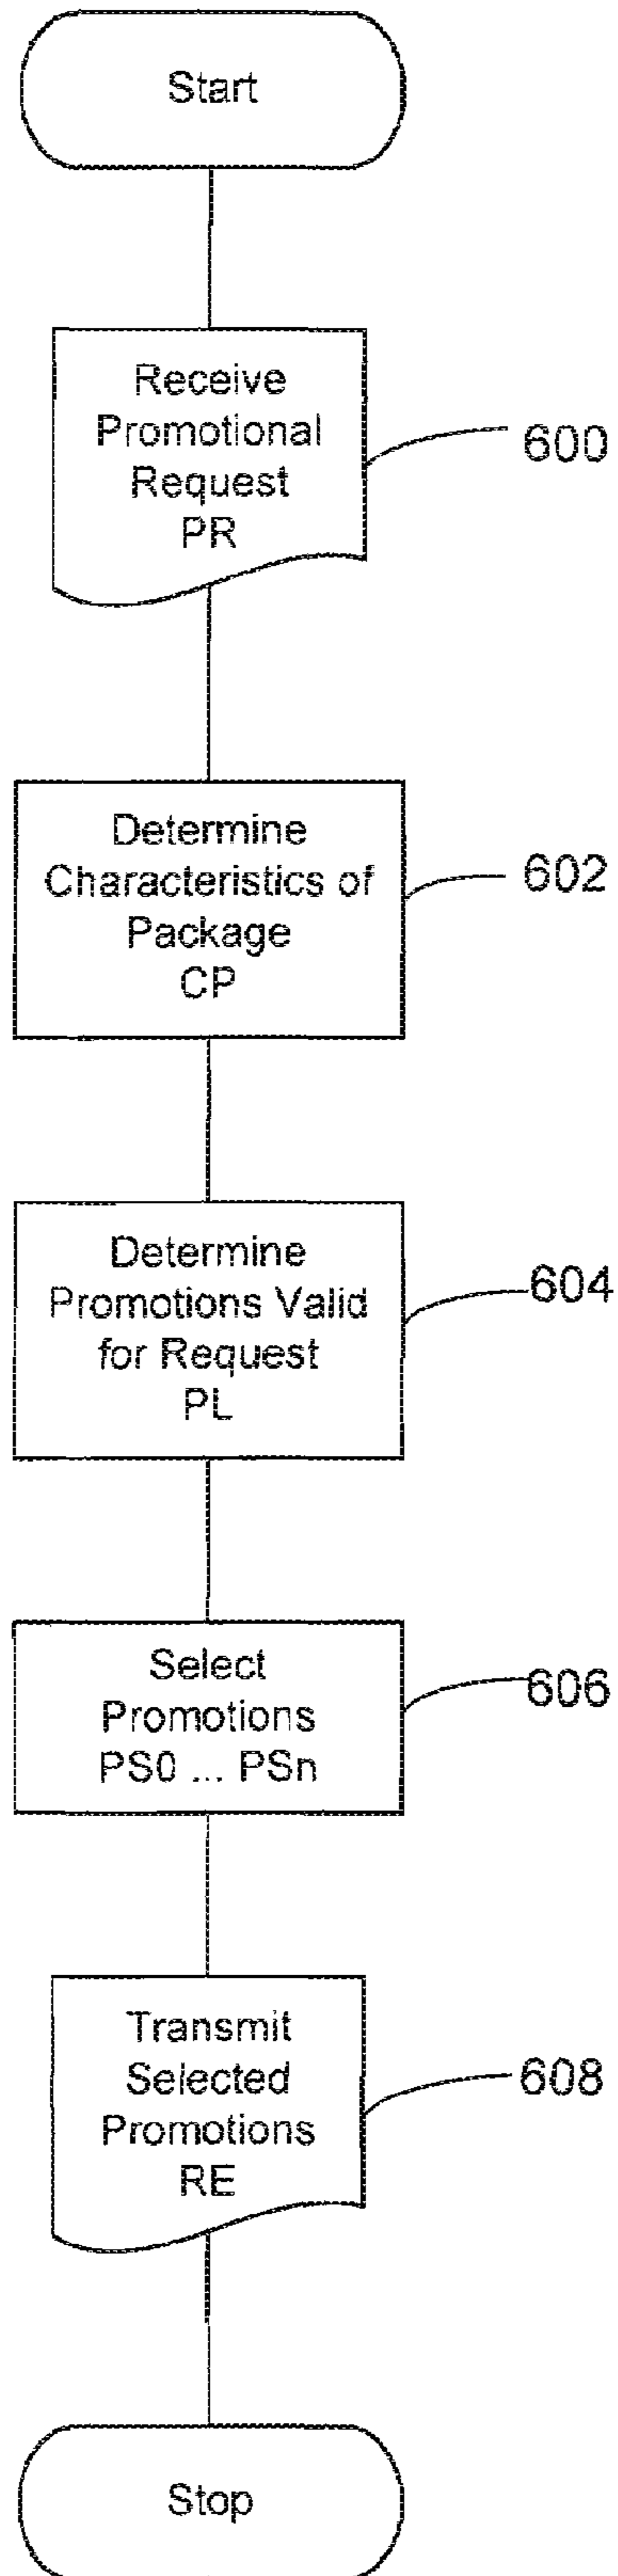 Start
Receive
Promotional
Request
PR
600
Determine
Characteristics of
Package
CP
602
Determine
Promotions Valid
for Request
PL
604
Select
Promotions
PS0 ... PSn
606
Transmit
Selected
Promotions
RE
608
Stop